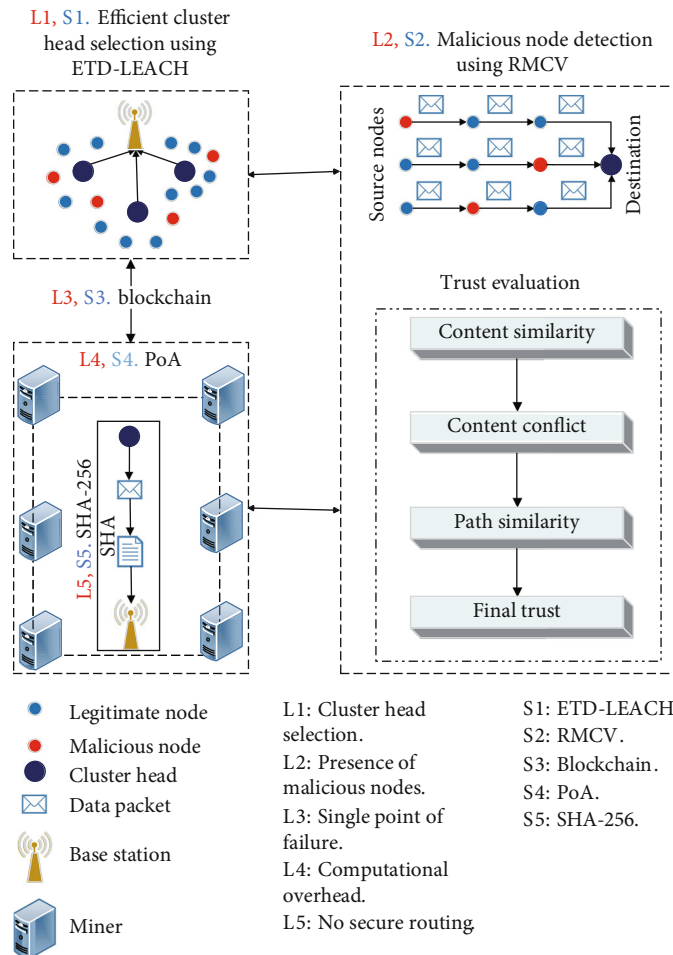 L1, S1. Efficient cluster
head selection using
ETD-LEACH
L2, S2. Malicious node detection
using RMCV
Source nodes
Destination
L3, S3. blockchain
Trust evaluation
Content similarity
Content conflict
Path similarity
Final trust
L4, S4. PoA
L5, S5. SHA-256
SHA
Legitimate node
Malicious node
Cluster head
Data packet
Base station
Miner
L1: Cluster head
selection.
L2: Presence of
malicious nodes.
L3: Single point of
failure.
L4: Computational
overhead.
L5: No secure routing
S1: ETD-LEACH
S2: RMCV.
S3: Blockchain.
S4: PoA.
S5: SHA-256.